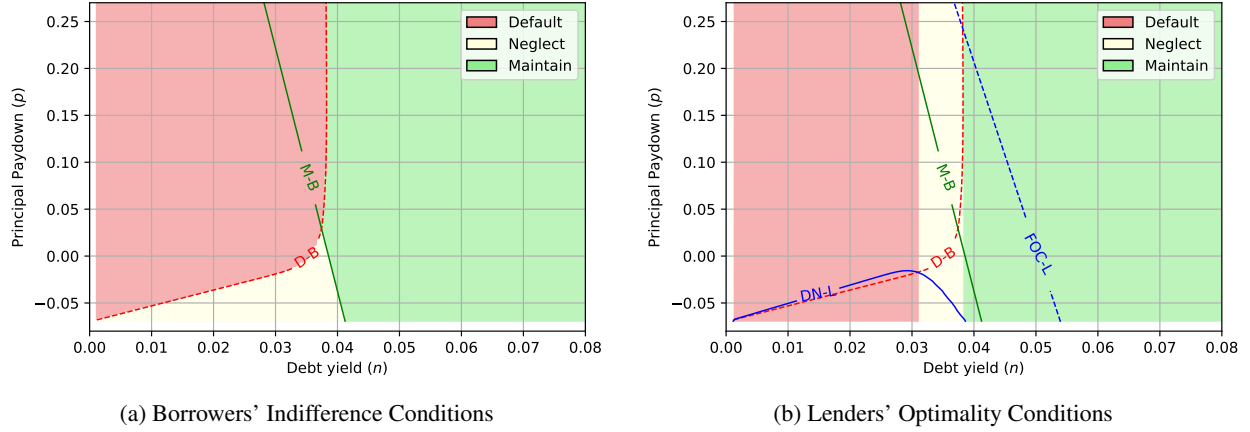 0.25
0.20
0.15
0.10
0.05
0.00
−0.05
Principal Paydown (p)
0.00 0.01 0.02 0.03 0.04 0.05 0.06 0.07 0.08
Debt yield (n)
Default
Neglect
Maintain
M-B
D-B
(a) Borrowers’ Indifference Conditions
0.25
0.20
0.15
0.10
0.05
0.00
−0.05
Principal Paydown (p)
0.00 0.01 0.02 0.03 0.04 0.05 0.06 0.07 0.08
Debt yield (n)
Default
Neglect
Maintain
M-B
D-B
DN-L
FOC-L
(b) Lenders’ Optimality Conditions